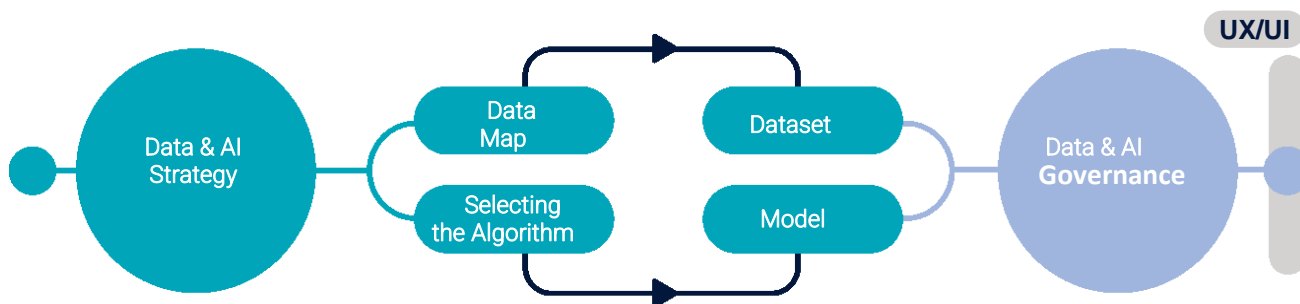 UX/UI
Data & AI
Strategy
Data
Map
Selecting
the Algorithm
Dataset
Model
Data & AI
Governance